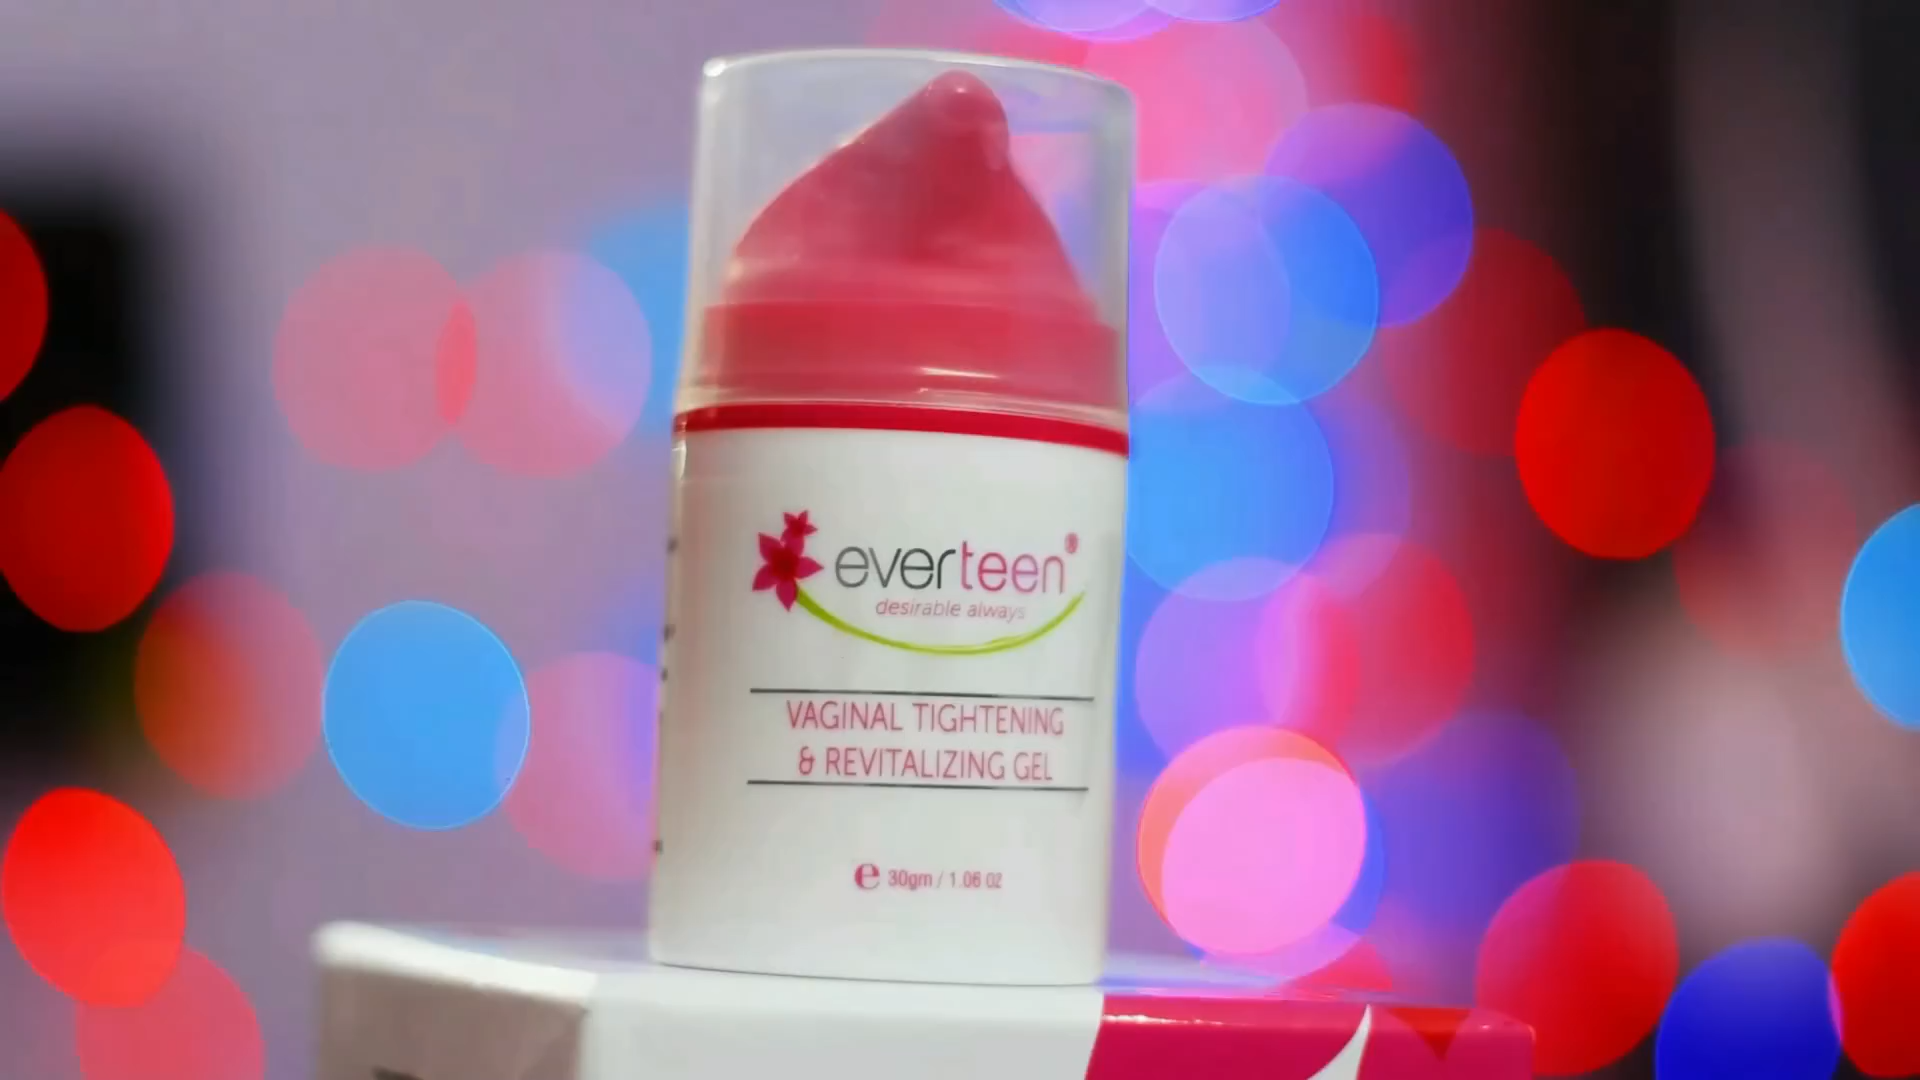 everteen®
desirable always
VAGINAL TIGHTENING
& REVITALIZING GEL
e 30gm / 1.06 oz